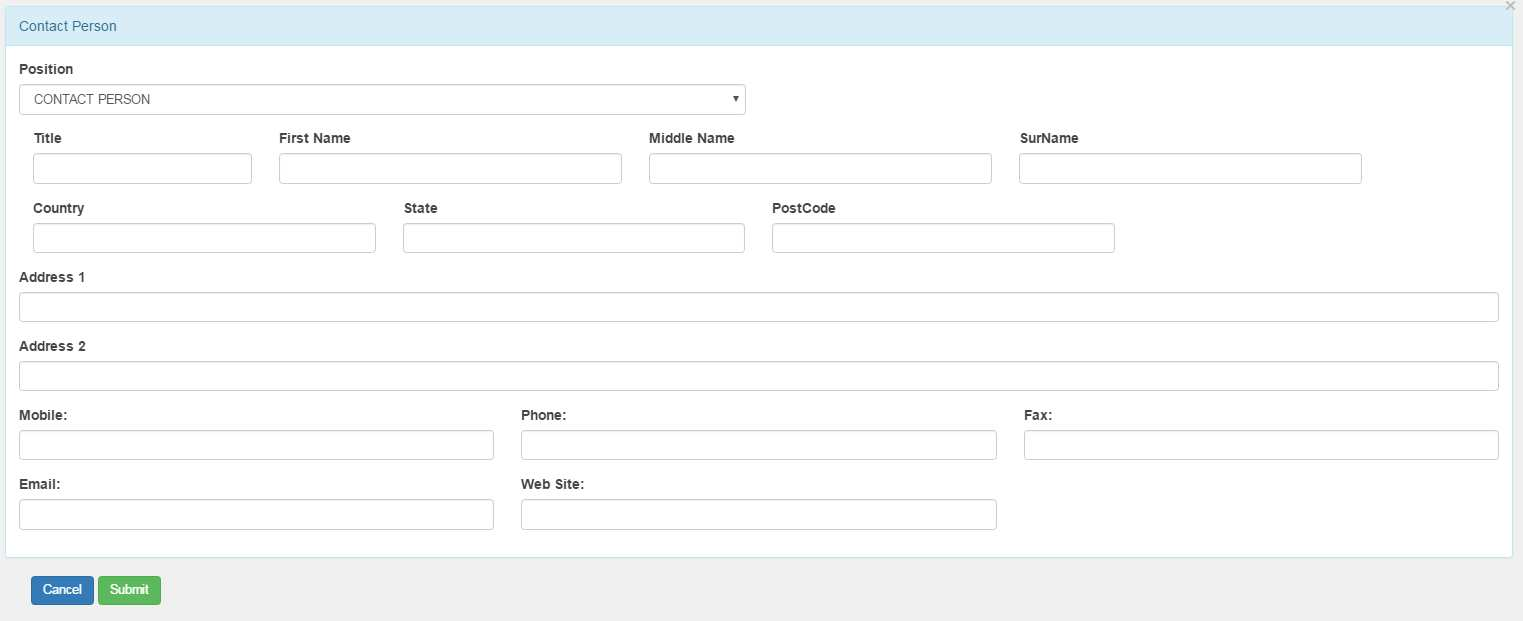 Contact Person
Position
CONTACT PERSON
Title First Name Middle Name SurName
Country State PostCode
Address 1
Address 2
Mobile: Phone: Fax:
Email: Web Site:
Cancel Submit